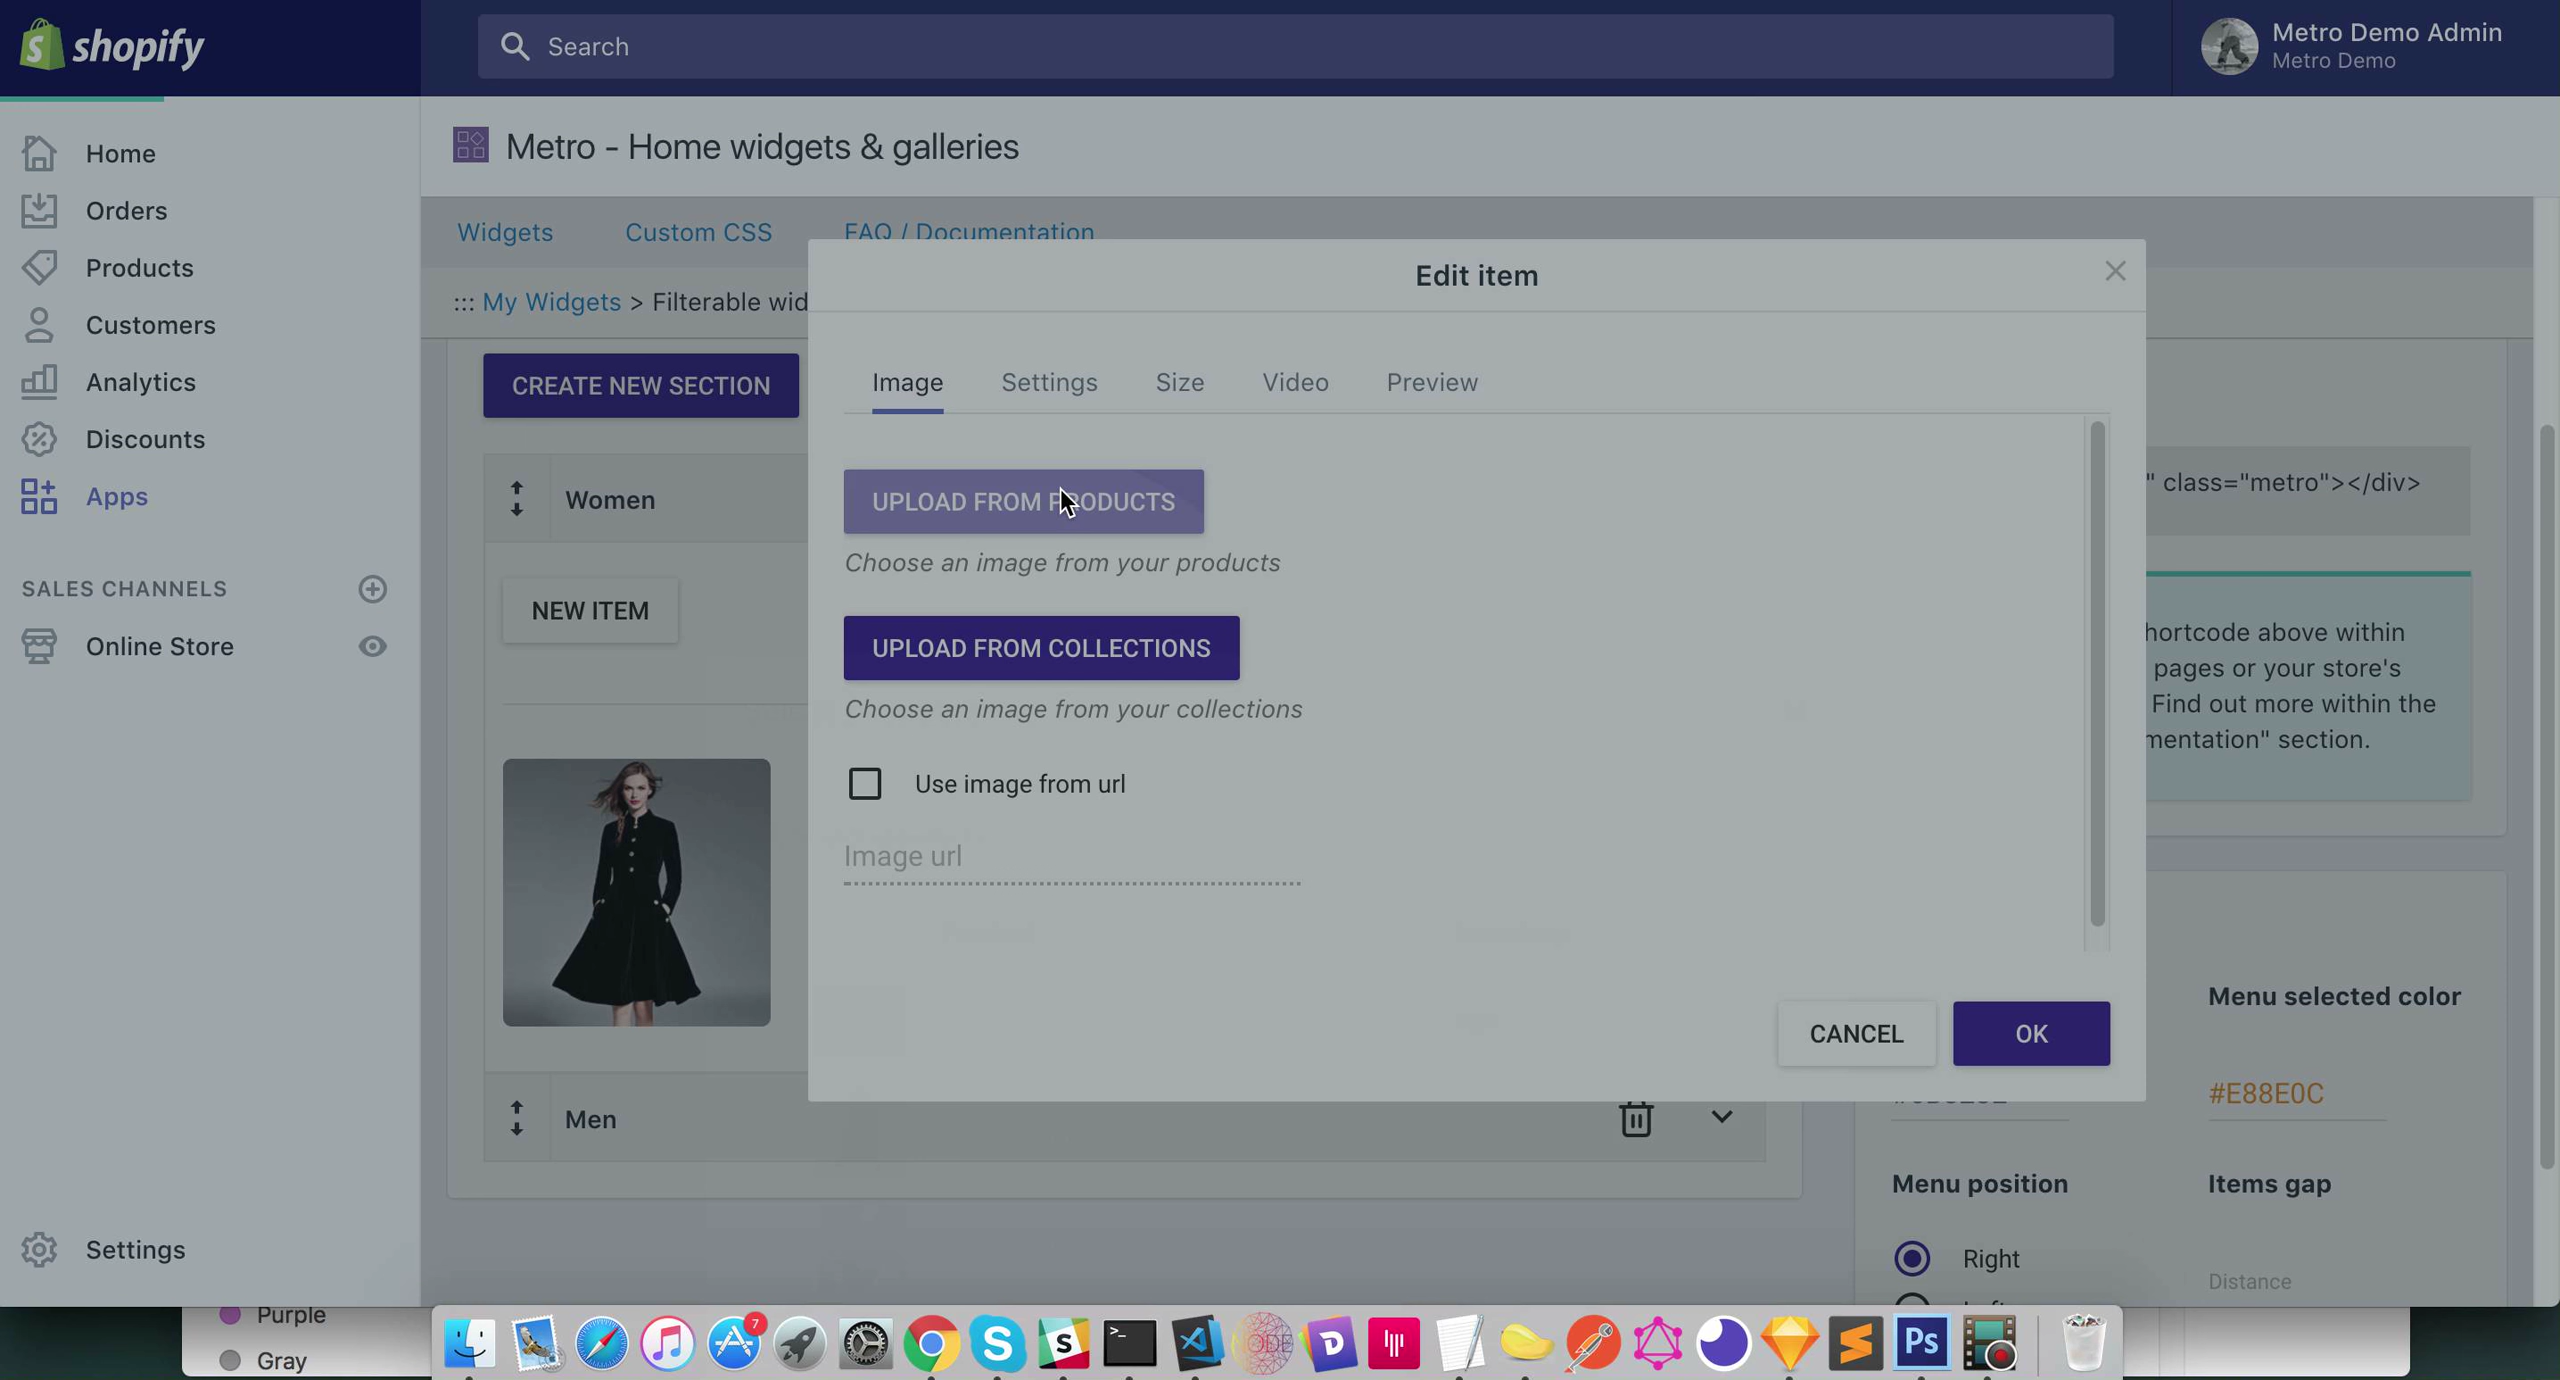 shopify
Search
Metro Demo Admin
Metro Demo
Home
Orders
Products
Customers
Analytics
Discounts
Apps
SALES CHANNELS
Online Store
Settings
Metro - Home widgets & galleries
Widgets
Custom CSS
FAQ / Documentation
::: My Widgets > Filterable wid
CREATE NEW SECTION
Women
NEW ITEM
Men
Edit item
Image
Settings
Size
Video
Preview
UPLOAD FROM PRODUCTS
Choose an image from your products
UPLOAD FROM COLLECTIONS
Choose an image from your collections
Use image from url
Image url
CANCEL
OK
" class="metro"></div>
hortcode above within
pages or your store's
Find out more within the
mentation" section.
Menu selected color
#E88E0C
Menu position
Items gap
Right
Distance
Purple
Gray
7
S
S
>_
D
Ps